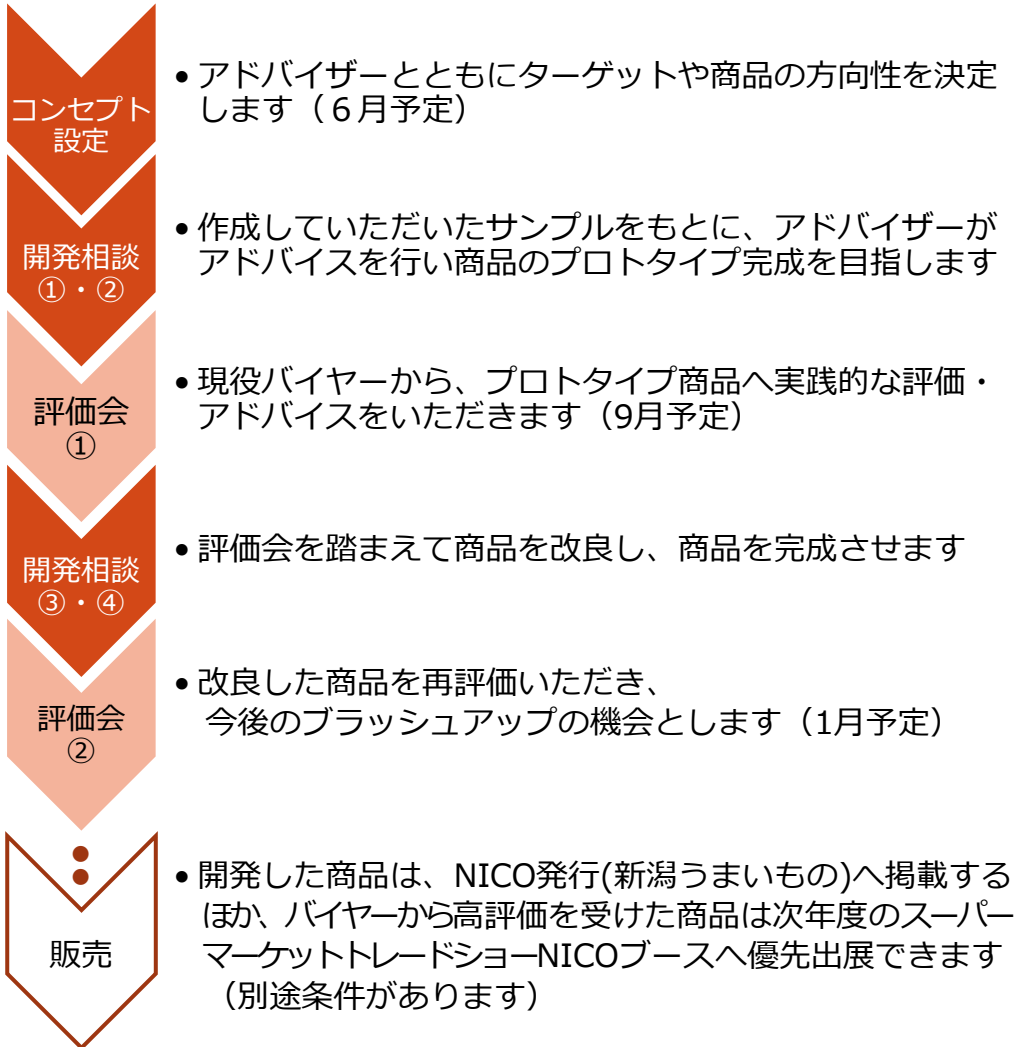 コンセプト
設定
• アドバイザーとともにターゲットや商品の方向性を決定
します（６月予定）
開発相談
①・②
• 作成していただいたサンプルをもとに、アドバイザーが
アドバイスを行い商品のプロトタイプ完成を目指します
評価会
①
• 現役バイヤーから、プロトタイプ商品へ実践的な評価・
アドバイスをいただきます（9月予定）
開発相談
③・④
• 評価会を踏まえて商品を改良し、商品を完成させます
評価会
②
• 改良した商品を再評価いただき、
今後のブラッシュアップの機会とします（1月予定）
販売
• 開発した商品は、NICO発行(新潟うまいもの)へ掲載する
ほか、バイヤーから高評価を受けた商品は次年度のスーパー
マーケットトレードショーNICOブースへ優先出展できます
（別途条件があります）